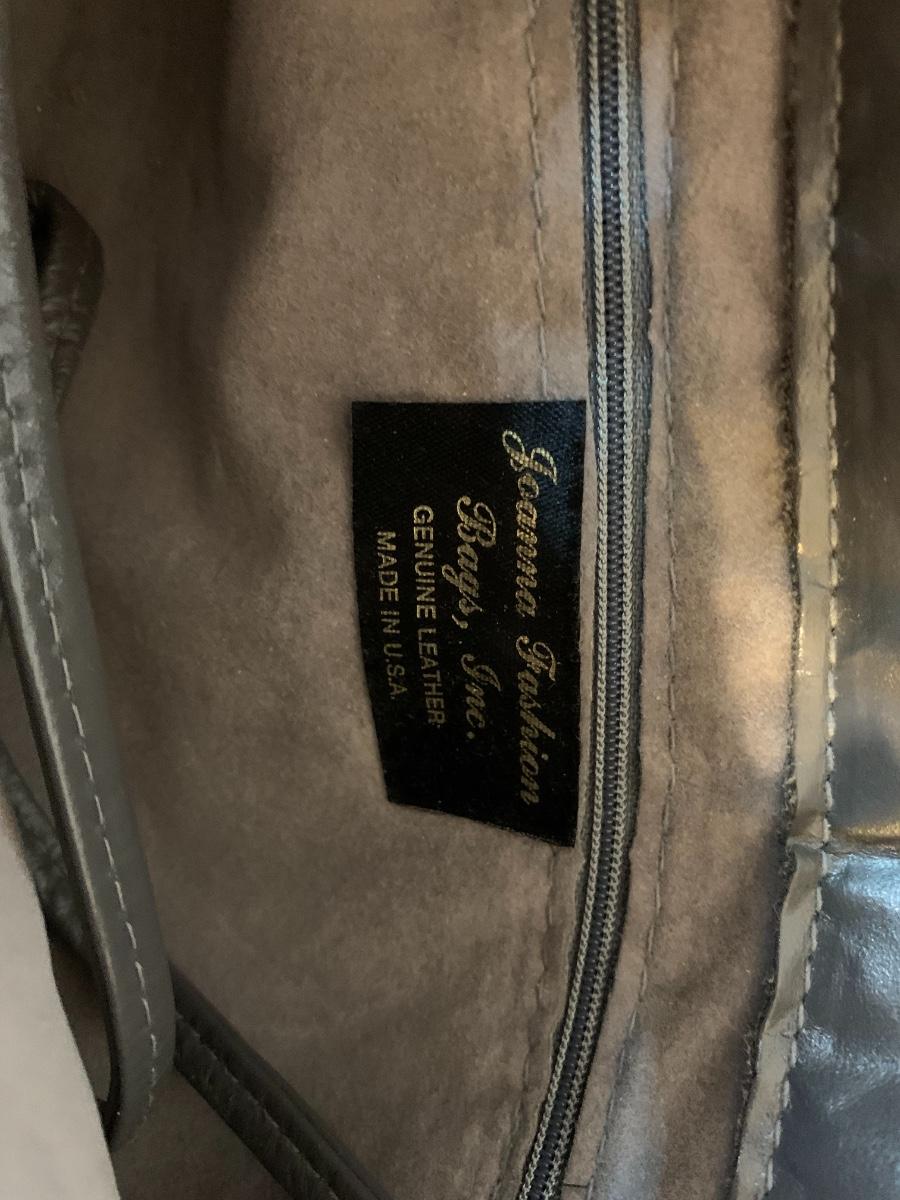 Joanna Fashion
Bags, Inc.
GENUINE LEATHER
MADE IN U.S.A.